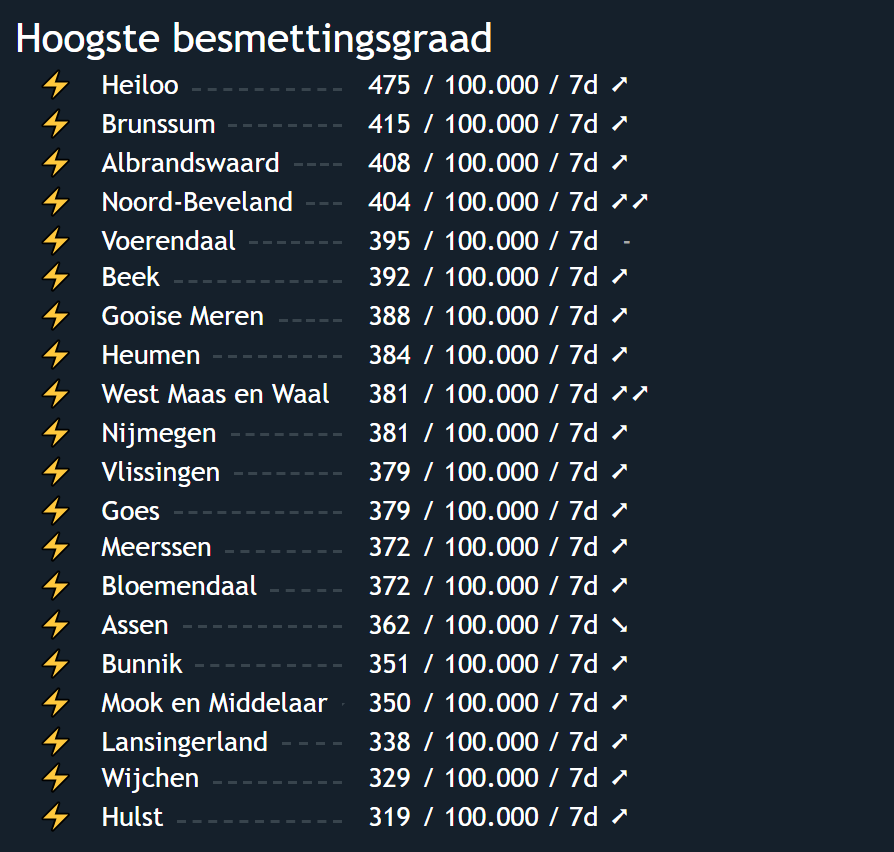 Hoogste besmettingsgraad
⚡ Heiloo 475 / 100.000 / 7d ➚
⚡ Brunssum 415 / 100.000 / 7d ➚
⚡ Albrandswaard 408 / 100.000 / 7d ➚
⚡ Noord-Beveland 404 / 100.000 / 7d ➚➚
⚡ Voerendaal 395 / 100.000 / 7d -
⚡ Beek 392 / 100.000 / 7d ➚
⚡ Gooise Meren 388 / 100.000 / 7d ➚
⚡ Heumen 384 / 100.000 / 7d ➚
⚡ West Maas en Waal 381 / 100.000 / 7d ➚➚
⚡ Nijmegen 381 / 100.000 / 7d ➚
⚡ Vlissingen 379 / 100.000 / 7d ➚
⚡ Goes 379 / 100.000 / 7d ➚
⚡ Meerssen 372 / 100.000 / 7d ➚
⚡ Bloemendaal 372 / 100.000 / 7d ➚
⚡ Assen 362 / 100.000 / 7d ➘
⚡ Bunnik 351 / 100.000 / 7d ➚
⚡ Mook en Middelaar 350 / 100.000 / 7d ➚
⚡ Lansingerland 338 / 100.000 / 7d ➚
⚡ Wijchen 329 / 100.000 / 7d ➚
⚡ Hulst 319 / 100.000 / 7d ➚